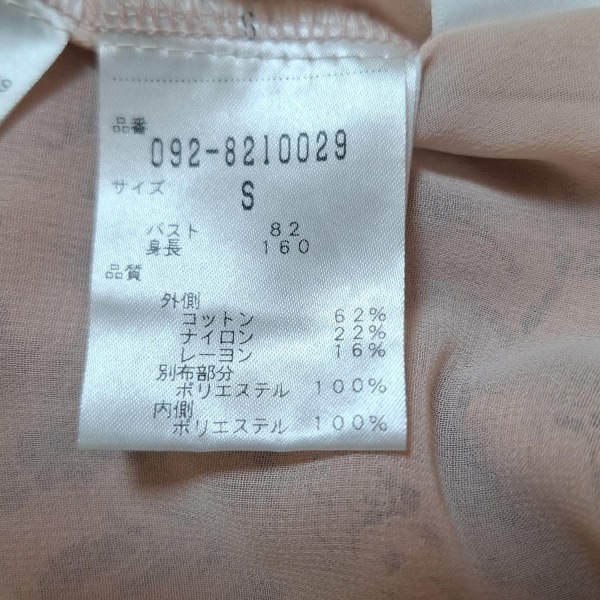 品番
092-8210029
サイズ
S
バスト 82
身長 160
品質
外側
コットン 62%
ナイロン 22%
レーヨン 16%
別布部分
ポリエステル 100%
内側
ポリエステル 100%